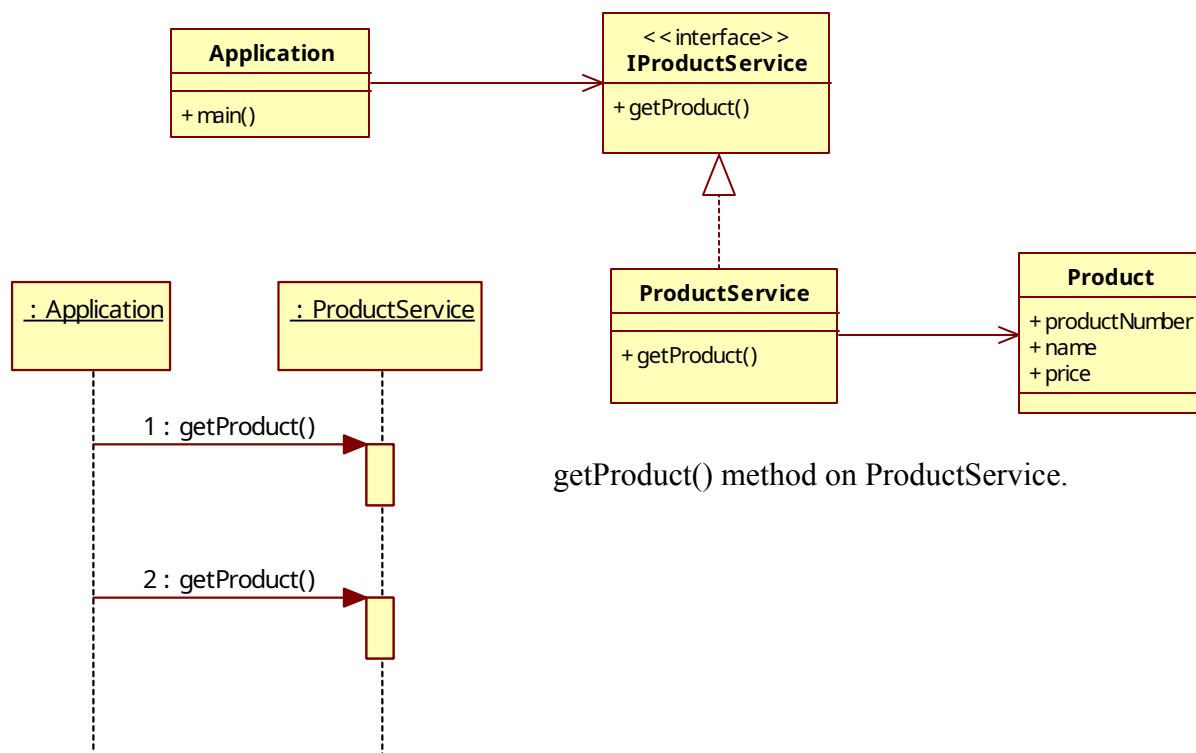 Application
+ main()
<<interface>>
IProductService
+ getProduct()
ProductService
+ getProduct()
Product
+ productNumber
+ name
+ price
: Application
: ProductService
1 : getProduct()
2 : getProduct()
getProduct() method on ProductService.